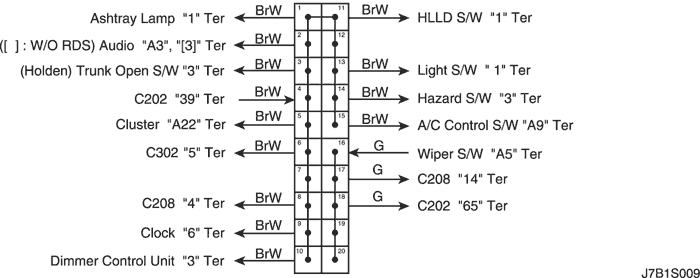 Ashtray Lamp "1" Ter BrW 1 11 BrW HLLD S/W "1" Ter
([ ] : W/O RDS) Audio "A3", "[3]" Ter BrW 2 12
(Holden) Trunk Open S/W "3" Ter BrW 3 13 BrW Light S/W " 1" Ter
C202 "39" Ter BrW 4 14 BrW Hazard S/W "3" Ter
Cluster "A22" Ter BrW 5 15 BrW A/C Control S/W "A9" Ter
C302 "5" Ter BrW 6 16 G Wiper S/W "A5" Ter
7 17 G C208 "14" Ter
C208 "4" Ter BrW 8 18 G C202 "65" Ter
Clock "6" Ter BrW 9 19
Dimmer Control Unit "3" Ter BrW 10 20
J7B1S009